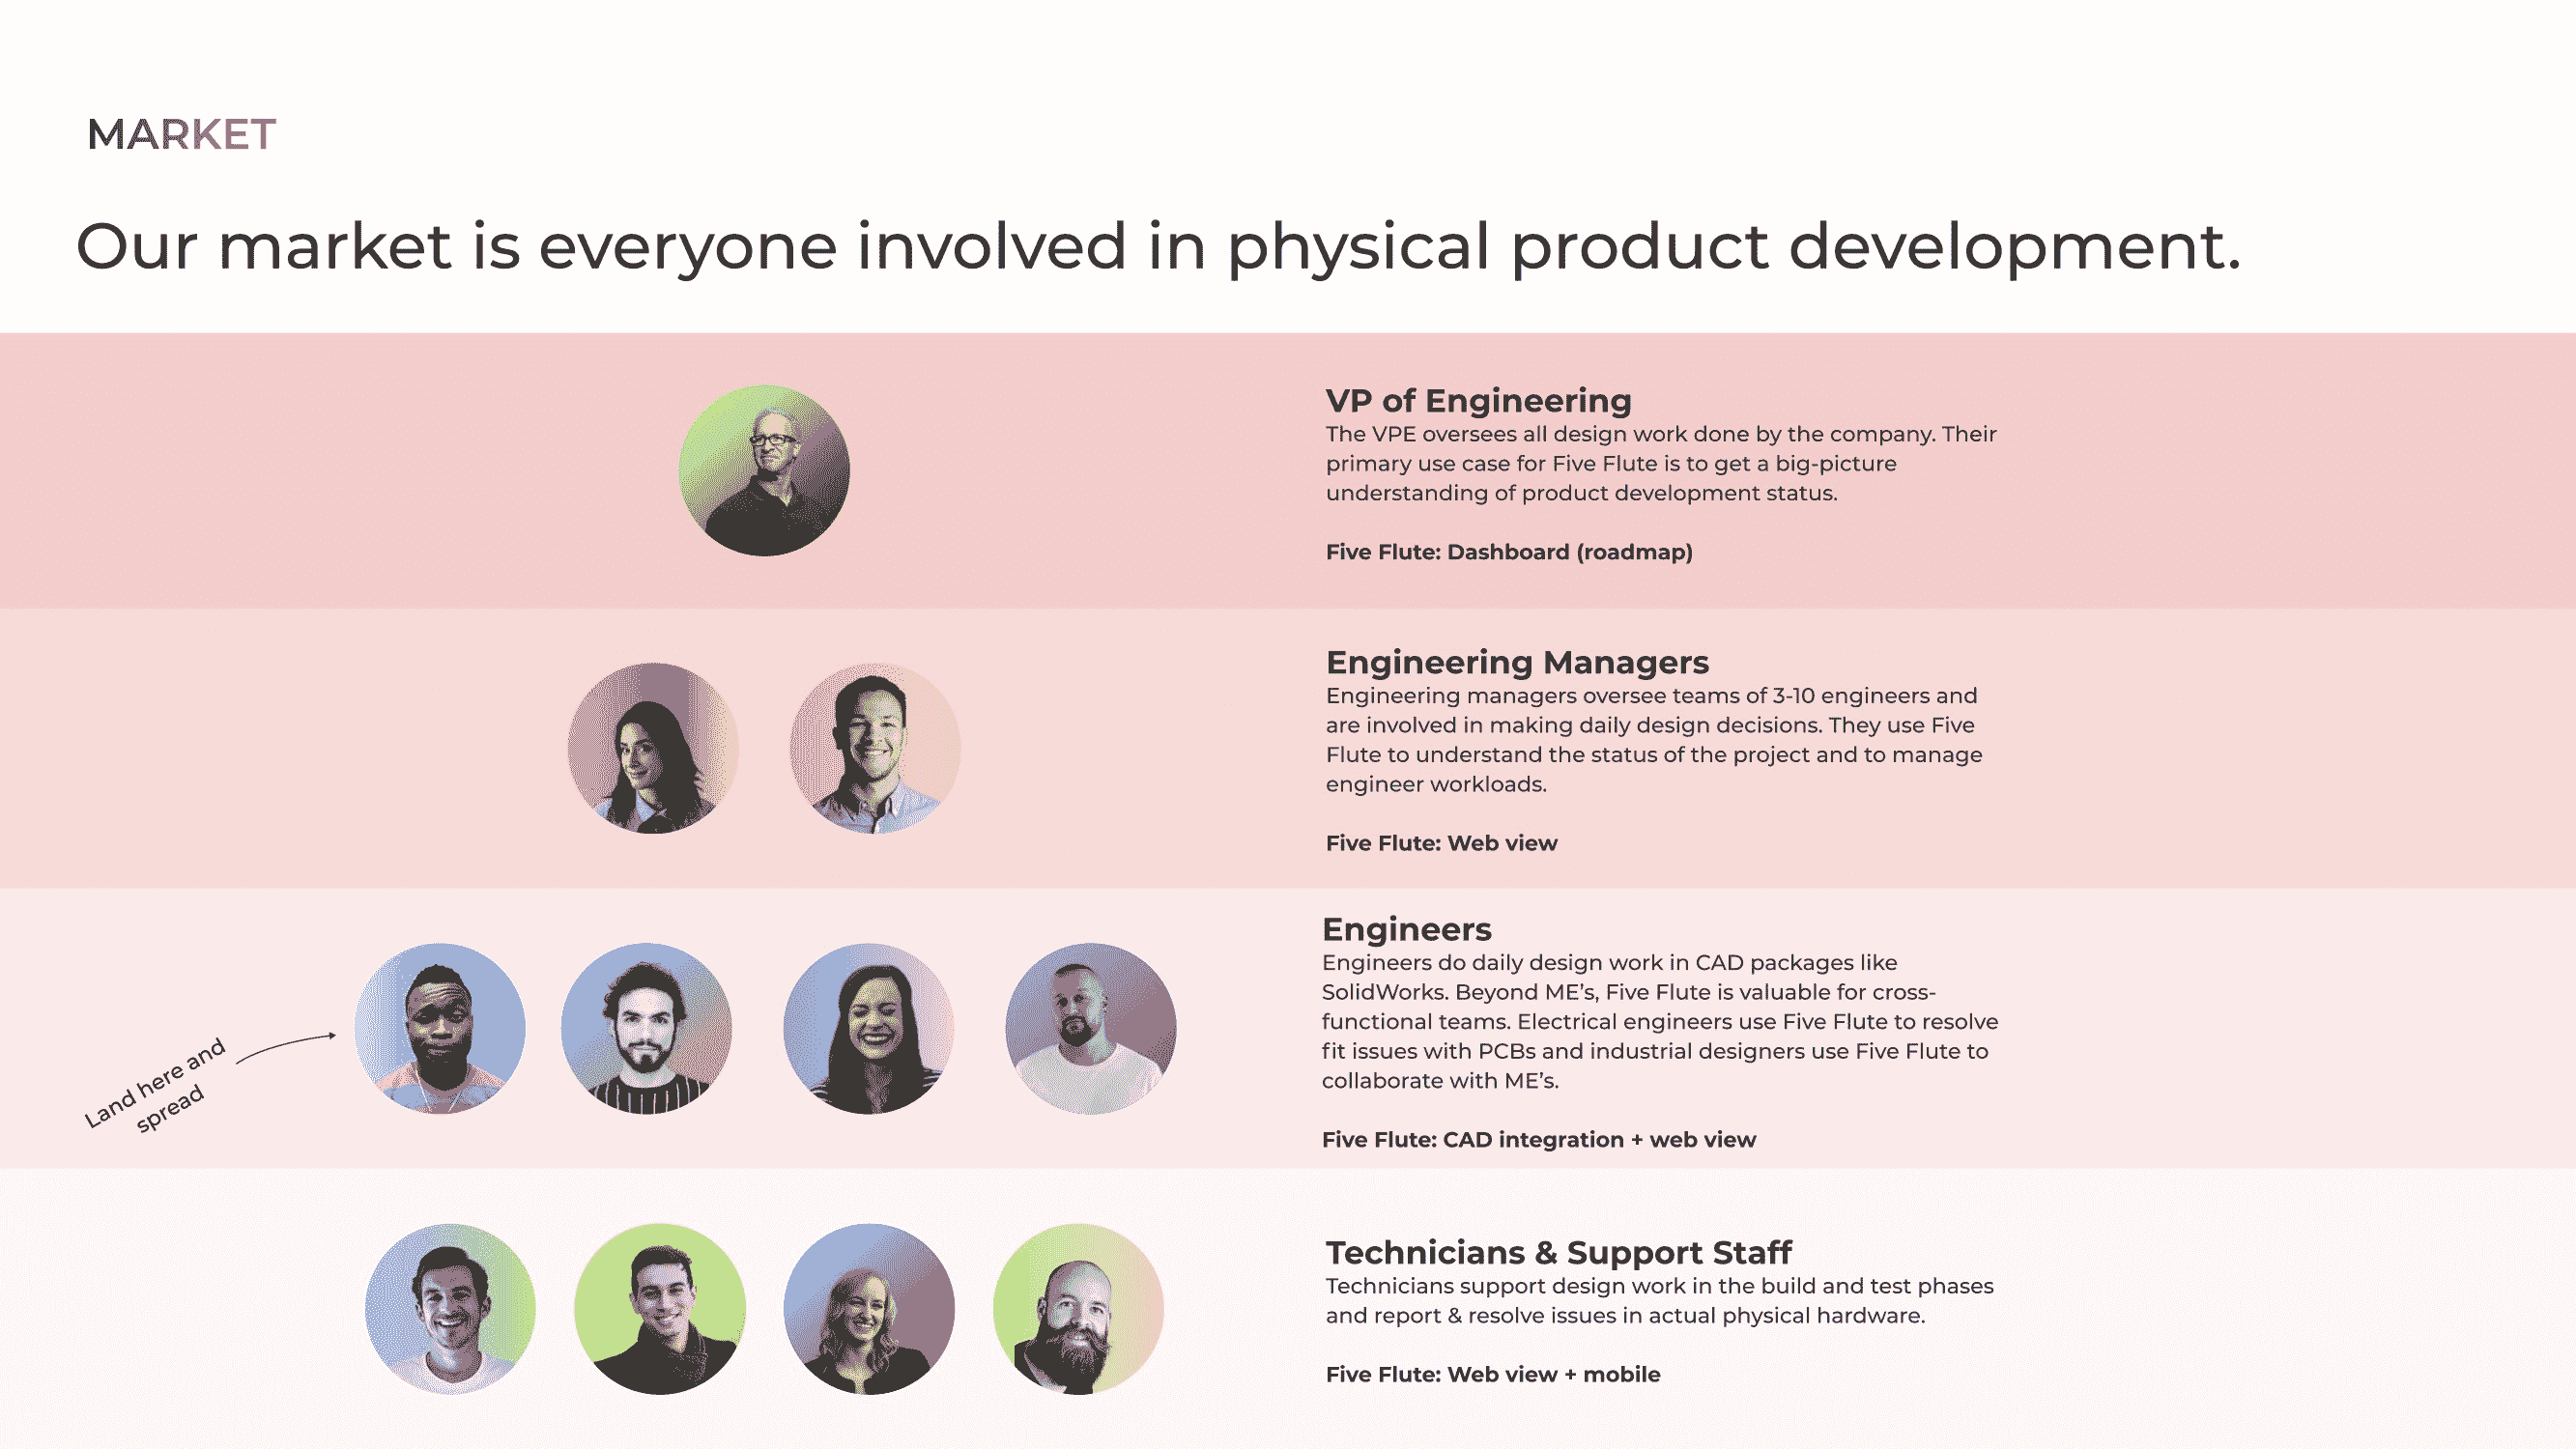 MARKET
Our market is everyone involved in physical product development.
VP of Engineering
The VPE oversees all design work done by the company. Their
primary use case for Five Flute is to get a big-picture
understanding of product development status.
Five Flute: Dashboard (roadmap)
Engineering Managers
Engineering managers oversee teams of 3-10 engineers and
are involved in making daily design decisions. They use Five
Flute to understand the status of the project and to manage
engineer workloads.
Five Flute: Web view
Land here and
spread
Engineers
Engineers do daily design work in CAD packages like
SolidWorks. Beyond ME's, Five Flute is valuable for cross-
functional teams. Electrical engineers use Five Flute to resolve
fit issues with PCBs and industrial designers use Five Flute to
collaborate with ME's.
Five Flute: CAD integration + web view
Technicians & Support Staff
Technicians support design work in the build and test phases
and report & resolve issues in actual physical hardware.
Five Flute: Web view + mobile